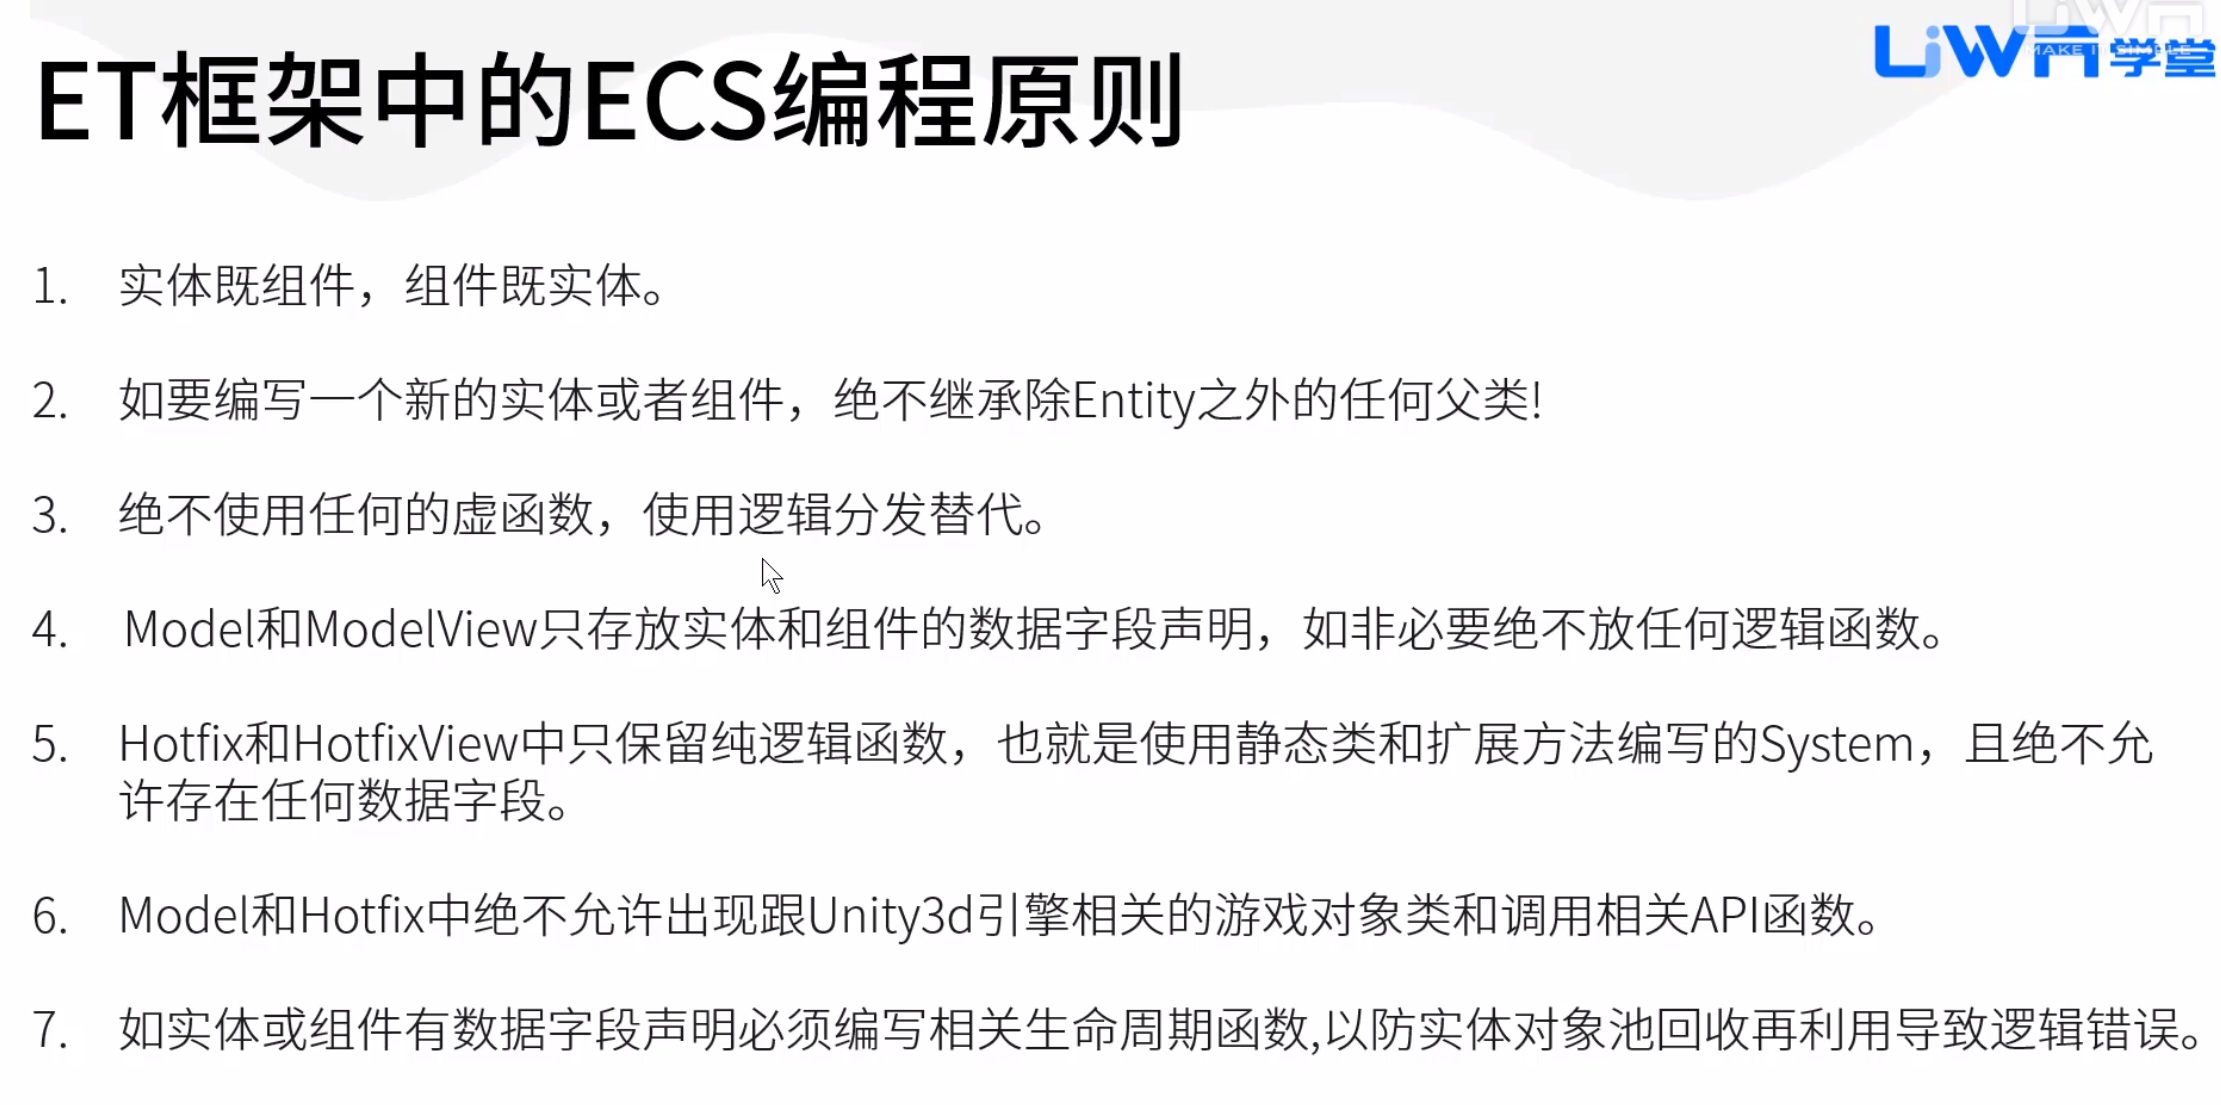 ET框架中的ECS编程原则
LiWA学堂
MAKE IT SIMPLE
1. 实体既组件，组件既实体。
2. 如要编写一个新的实体或者组件，绝不继承除Entity之外的任何父类!
3. 绝不使用任何的虚函数，使用逻辑分发替代。
4. Model和ModelView只存放实体和组件的数据字段声明，如非必要绝不放任何逻辑函数。
5. Hotfix和HotfixView中只保留纯逻辑函数，也就是使用静态类和扩展方法编写的System，且绝不允
许存在任何数据字段。
6. Model和Hotfix中绝不允许出现跟Unity3d引擎相关的游戏对象类和调用相关API函数。
7. 如实体或组件有数据字段声明必须编写相关生命周期函数,以防实体对象池回收再利用导致逻辑错误。